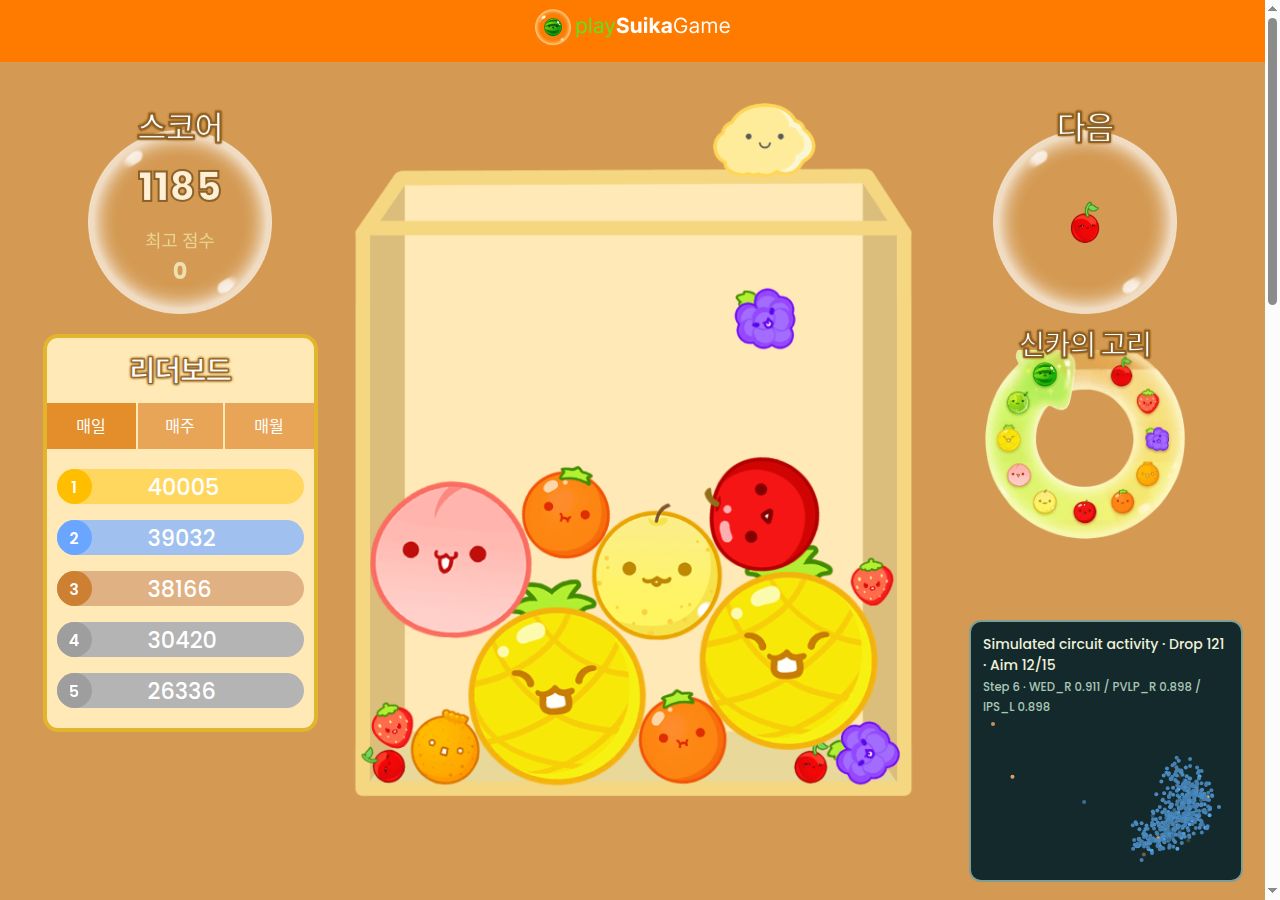 playSuikaGame
스코어
1185
최고 점수
0
다음
신카의 고리
리더보드
매일 매주 매월
1 40005
2 39032
3 38166
4 30420
5 26336
Simulated circuit activity · Drop 121
· Aim 12/15
Step 6 · WED_R 0.911 / PVLP_R 0.898 /
IPS_L 0.898